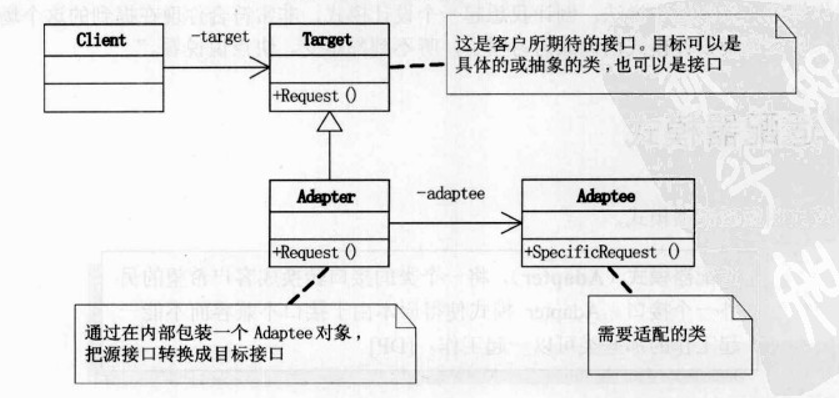 Client
-target
Target
+Request()
这是客户所期待的接口。目标可以是
具体的或抽象的类,也可以是接口
Adapter
+Request()
-adaptee
Adaptee
+SpecificRequest()
通过在内部包装一个 Adaptee 对象,
把源接口转换成目标接口
需要适配的类